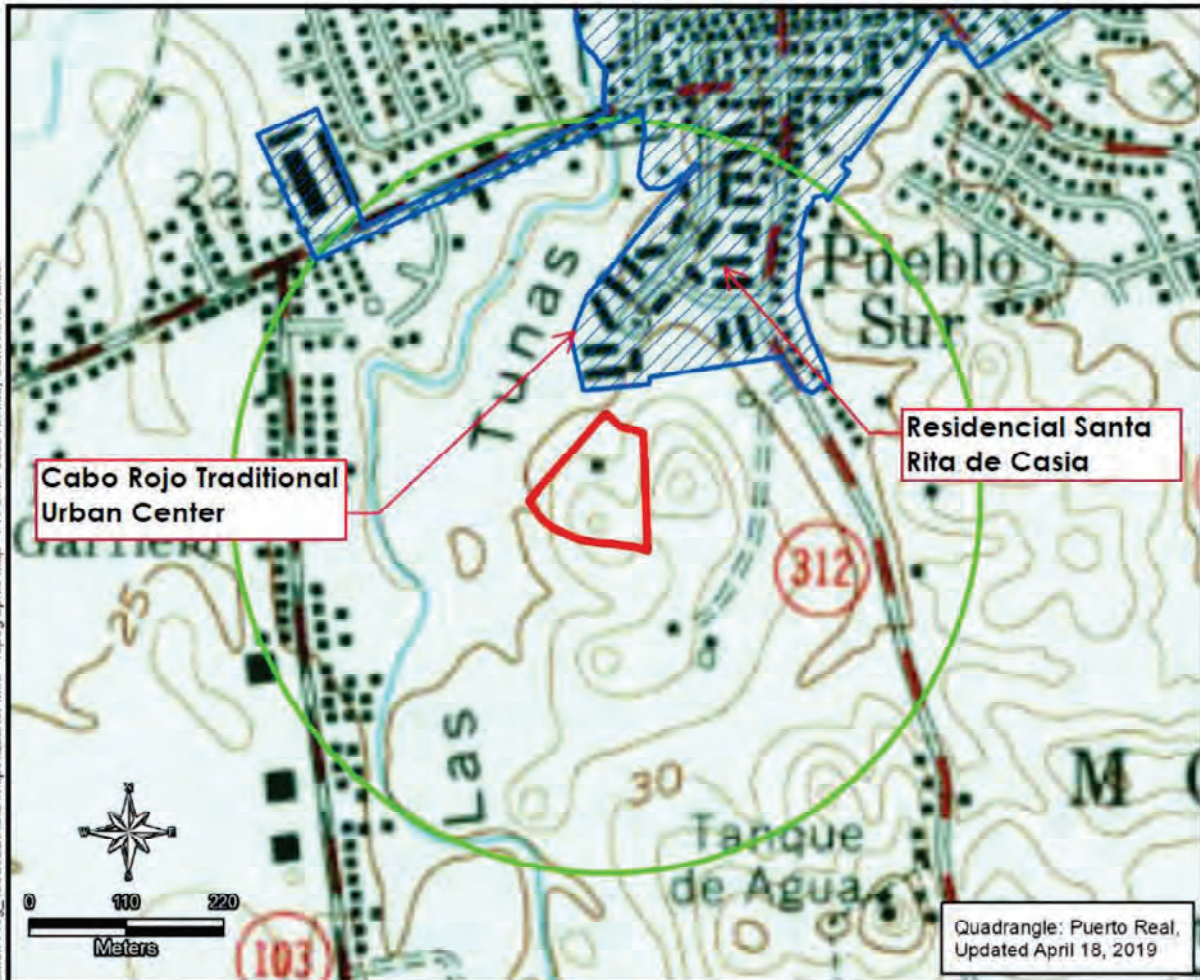 22.9
Tunas
Pueblo
Sur
Residencial Santa
Rita de Casia
Cabo Rojo Traditional
Urban Center
312
25
Las
30
M
Tanque
de Agua
N
W
E
S
0 110 220
Meters
103
Quadrangle: Puerto Real,
Updated April 18, 2019